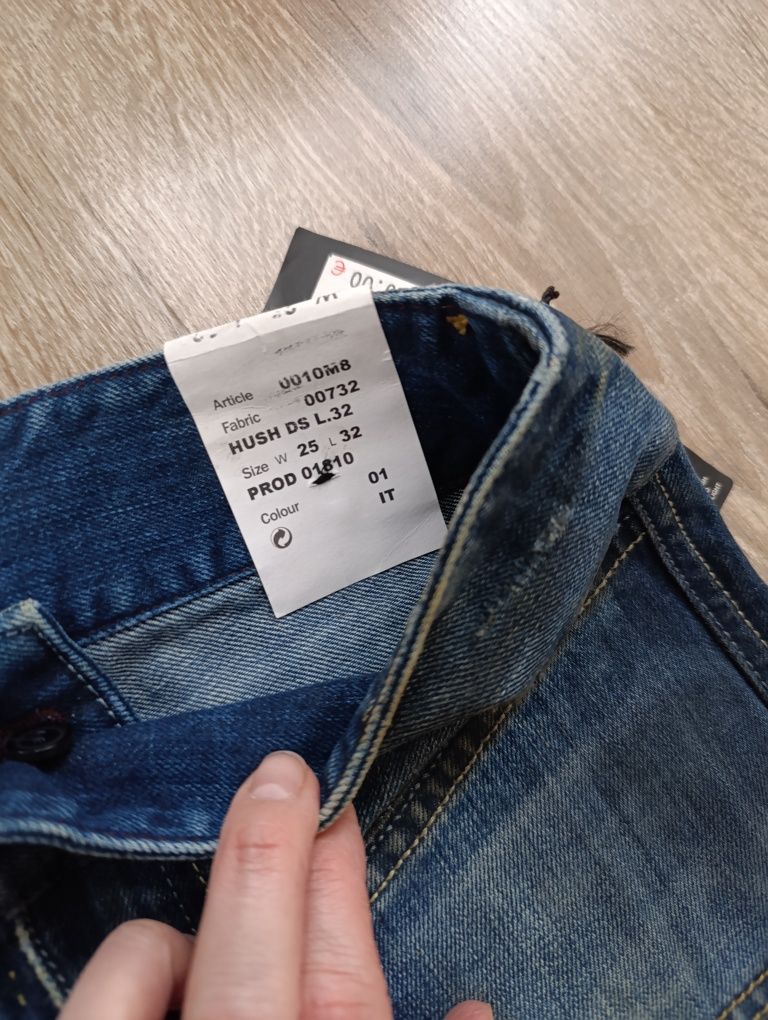 Article 0010M8
Fabric 00732
HUSH DS L.32
Size W 25 L 32
PROD 01810
Colour 01
IT